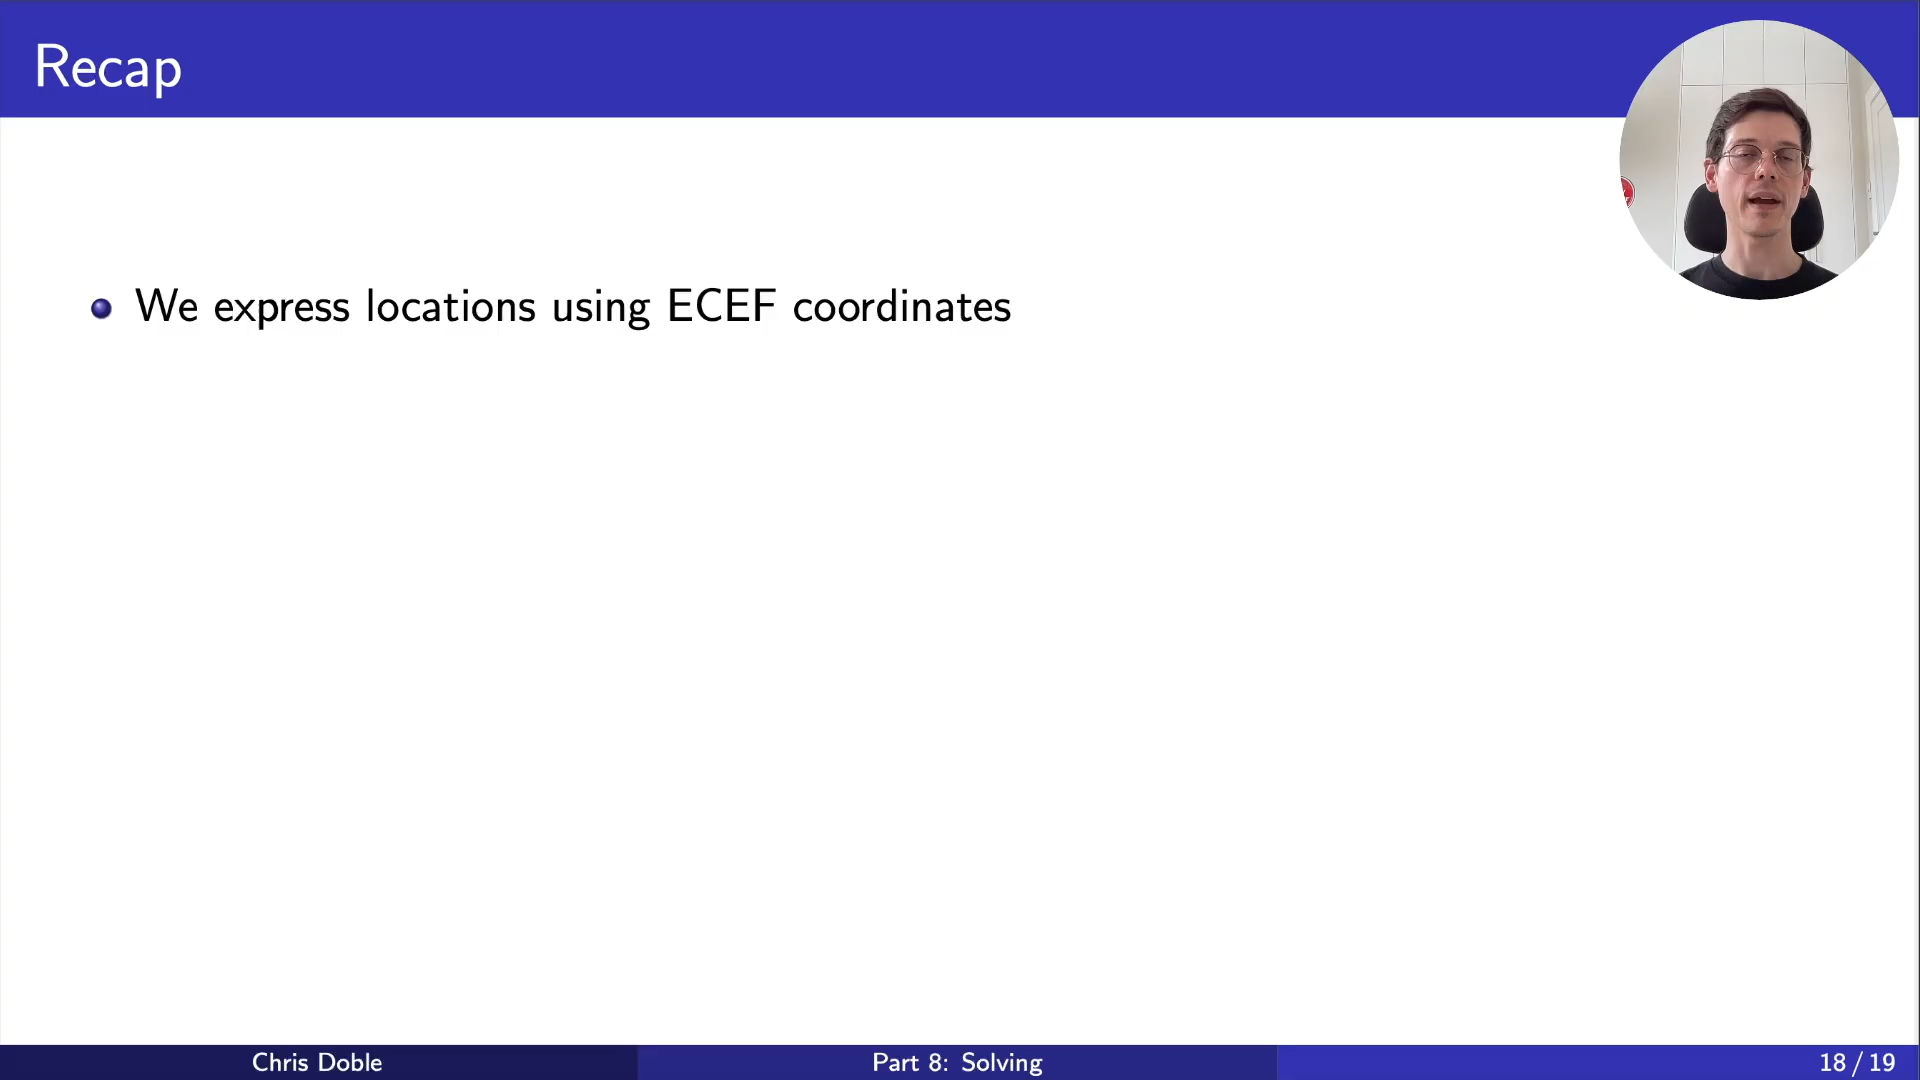 Recap
We express locations using ECEF coordinates
Chris Doble
Part 8: Solving
18 / 19